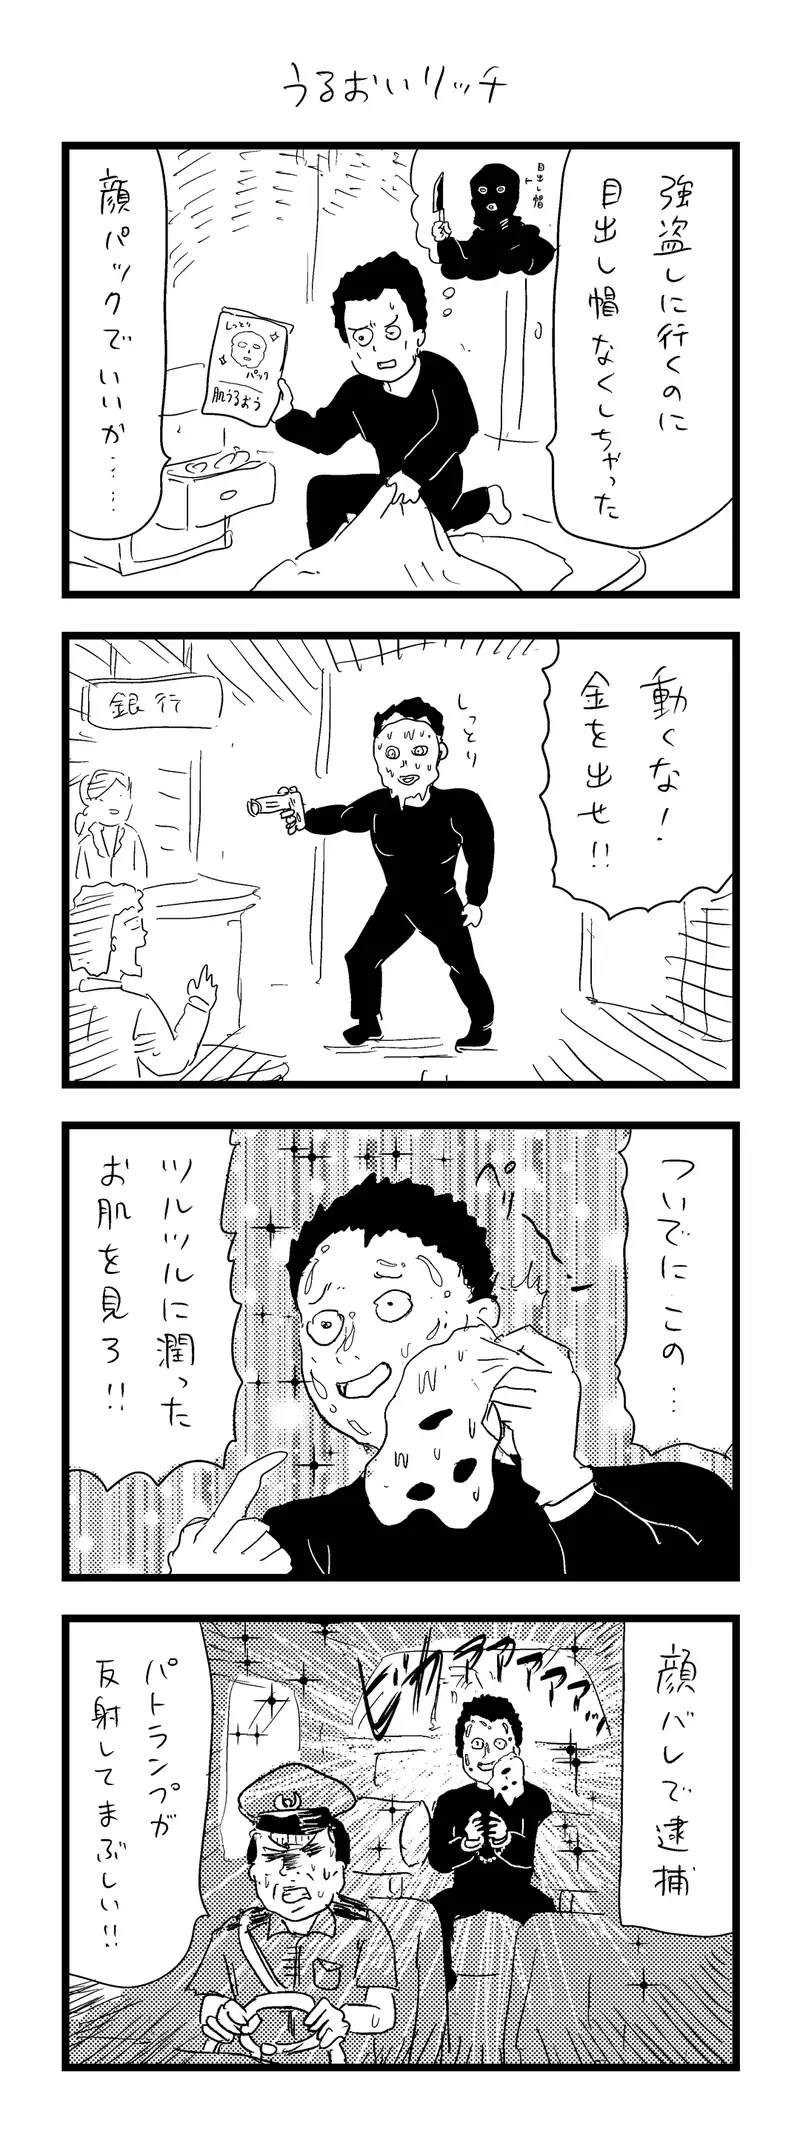 うるおいリッチ
強盗しに行くのに
目出し帽なくしちゃった
目出し帽
しっとり
パック
肌うるおう
顔パックでいいか……
動くな!
金を出せ!!
しっとり
銀行
ついでにこの…
ペリー
ツルツルに潤った
お肌を見ろ!!
顔バレで逮捕
ピカァァァァァッ
パトランプが
反射してまぶしい!!